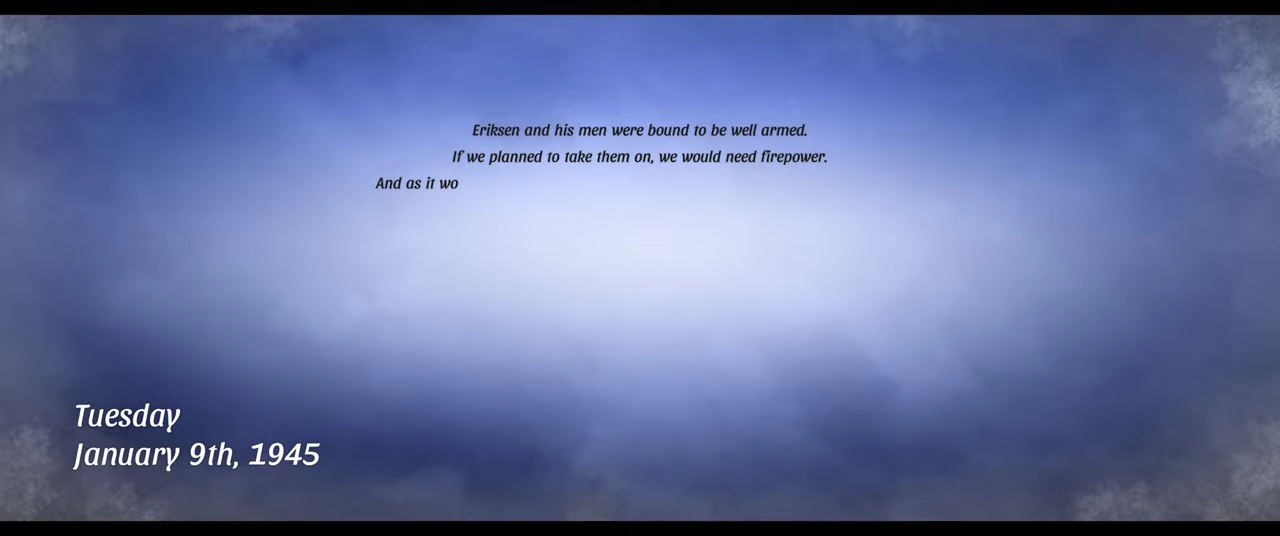 Eriksen and his men were bound to be well armed.
If we planned to take them on, we would need firepower.
And as it wo
Tuesday
January 9th, 1945